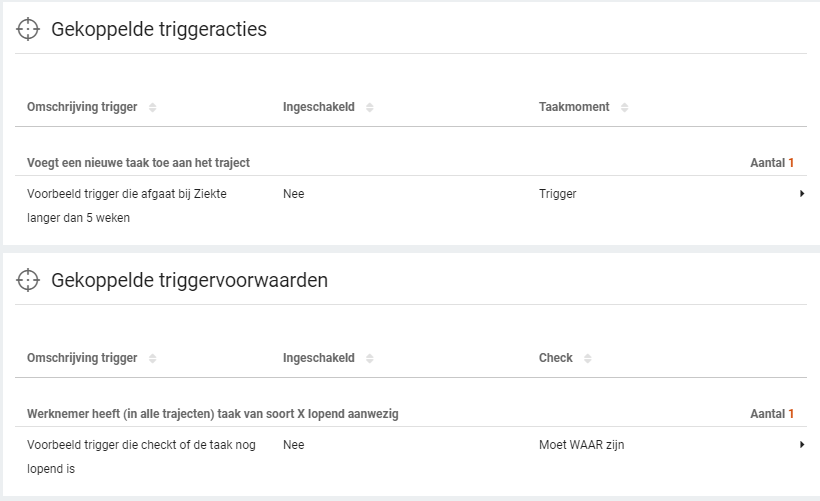 Gekoppelde triggeracties
Omschrijving trigger Ingeschakeld Taakmoment
Voegt een nieuwe taak toe aan het traject Aantal 1
Voorbeeld trigger die afgaat bij Ziekte Nee Trigger
langer dan 5 weken
Gekoppelde triggervoorwaarden
Omschrijving trigger Ingeschakeld Check
Werknemer heeft (in alle trajecten) taak van soort X lopend aanwezig Aantal 1
Voorbeeld trigger die checkt of de taak nog Nee Moet WAAR zijn
lopend is